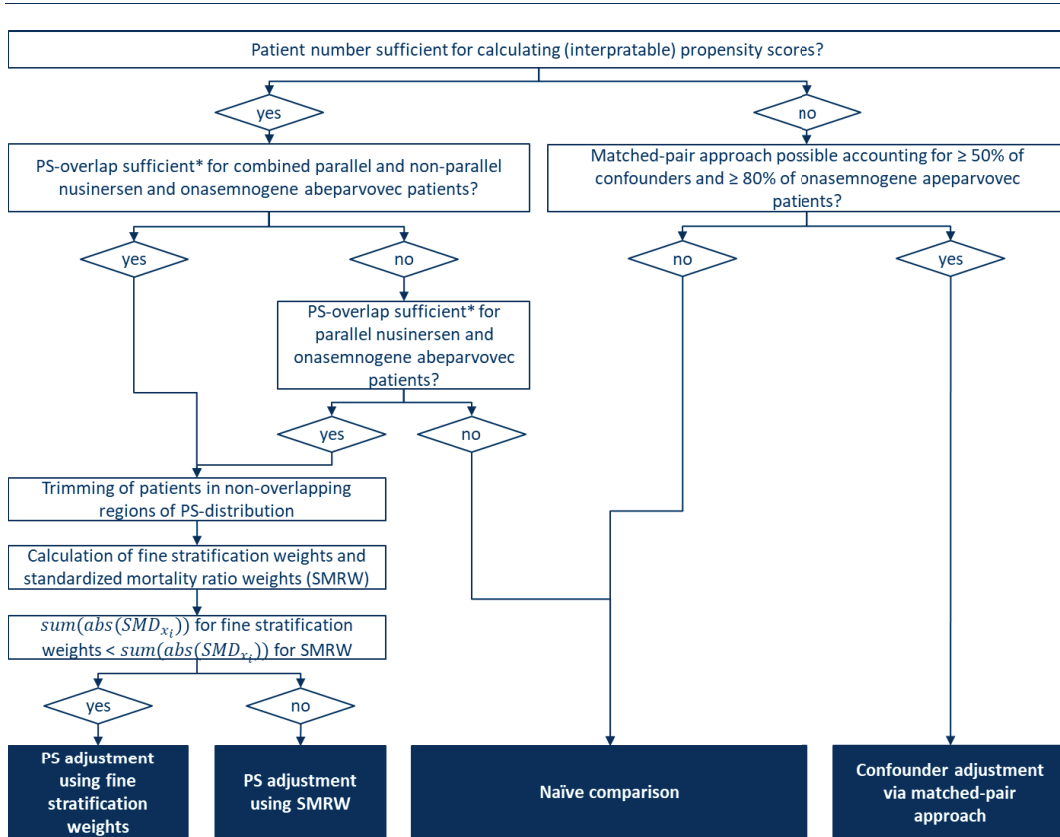 Patient number sufficient for calculating (interpratable) propensity scores?
yes
no
PS-overlap sufficient* for combined parallel and non-parallel
nusinersen and onasemnogene abeparvovec patients?
Matched-pair approach possible accounting for ≥ 50% of
confounders and ≥ 80% of onasemnogene apeparvovec
patients?
yes
no
no
yes
PS-overlap sufficient* for
parallel nusinersen and
onasemnogene abeparvovec
patients?
yes
no
Trimming of patients in non-overlapping
regions of PS-distribution
Calculation of fine stratification weights and
standardized mortality ratio weights (SMRW)
sum(abs(SMD_{x_i})) for fine stratification
weights < sum(abs(SMD_{x_i})) for SMRW
yes
no
PS adjustment
using fine
stratification
weights
PS adjustment
using SMRW
Naïve comparison
Confounder adjustment
via matched-pair
approach